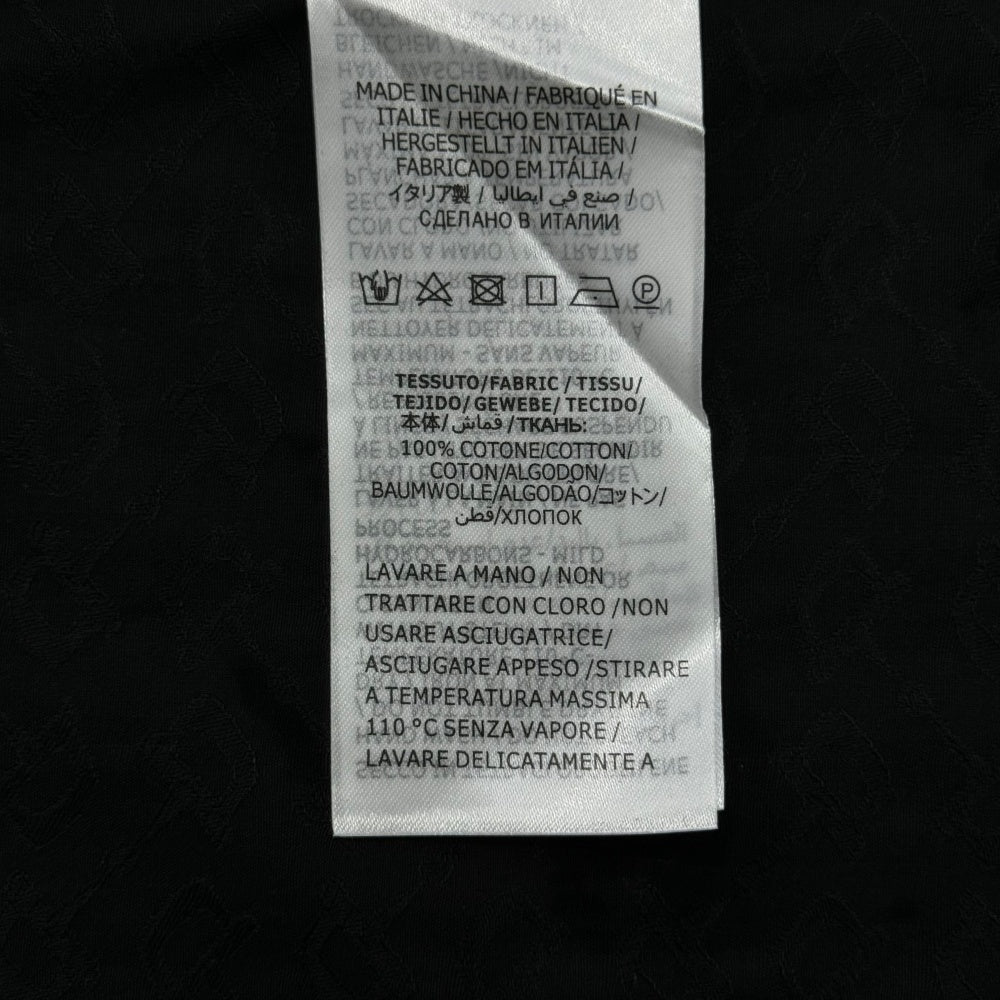 MADE IN CHINA / FABRIQUÉ EN
ITALIE / HECHO EN ITALIA /
HERGESTELLT IN ITALIEN /
FABRICADO EM ITÁLIA /
イタリア製 / صنع في ايطاليا /
СДЕЛАНО В ИТАЛИИ
P
TESSUTO/FABRIC / TISSU/
TEJIDO/ GEWEBE/ TECIDO/
本体/ قماش /ТКАНЬ:
100% COTONE/COTTON/
COTON/ALGODON/
BAUMWOLLE/ALGODÃO/コットン/
قطن/ХЛОПОК
LAVARE A MANO / NON
TRATTARE CON CLORO /NON
USARE ASCIUGATRICE/
ASCIUGARE APPESO /STIRARE
A TEMPERATURA MASSIMA
110 °C SENZA VAPORE /
LAVARE DELICATAMENTE A